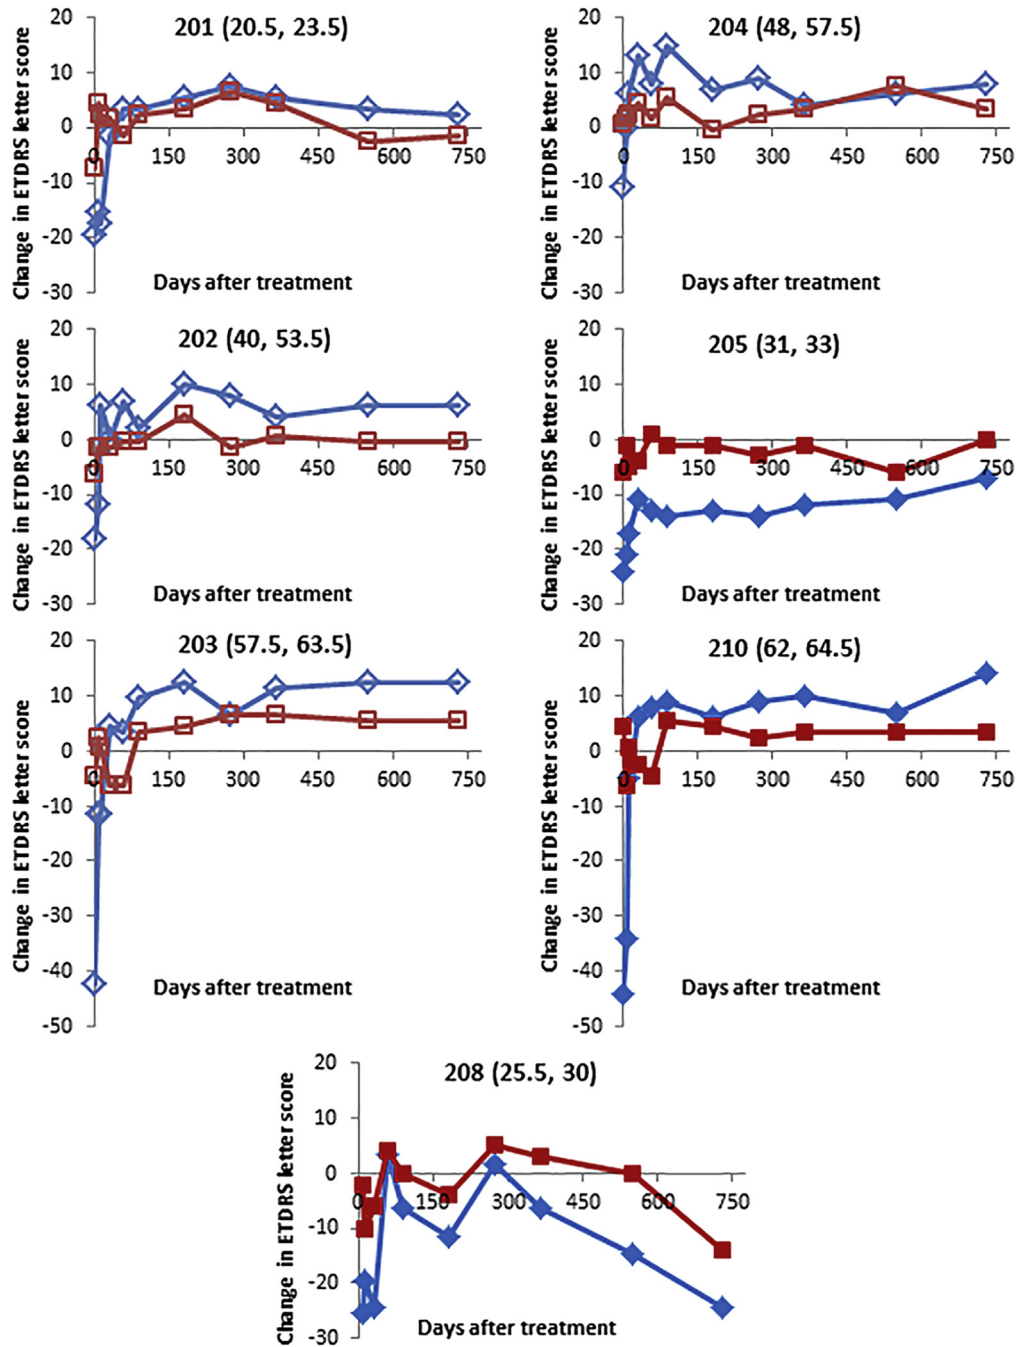 201 (20.5, 23.5)
Change in ETDRS letter score
20
10
0
-10
-20
-30
0 150 300 450 600 750
Days after treatment
204 (48, 57.5)
Change in ETDRS letter score
20
10
0
-10
-20
-30
0 150 300 450 600 750
Days after treatment
202 (40, 53.5)
Change in ETDRS letter score
20
10
0
-10
-20
-30
0 150 300 450 600 750
Days after treatment
205 (31, 33)
Change in ETDRS letter score
20
10
0
-10
-20
-30
0 150 300 450 600 750
Days after treatment
203 (57.5, 63.5)
Change in ETDRS letter score
20
10
0
-10
-20
-30
-40
-50
0 150 300 450 600 750
Days after treatment
210 (62, 64.5)
Change in ETDRS letter score
20
10
0
-10
-20
-30
-40
-50
0 150 300 450 600 750
Days after treatment
208 (25.5, 30)
Change in ETDRS letter score
20
10
0
-10
-20
-30
0 150 300 450 600 750
Days after treatment